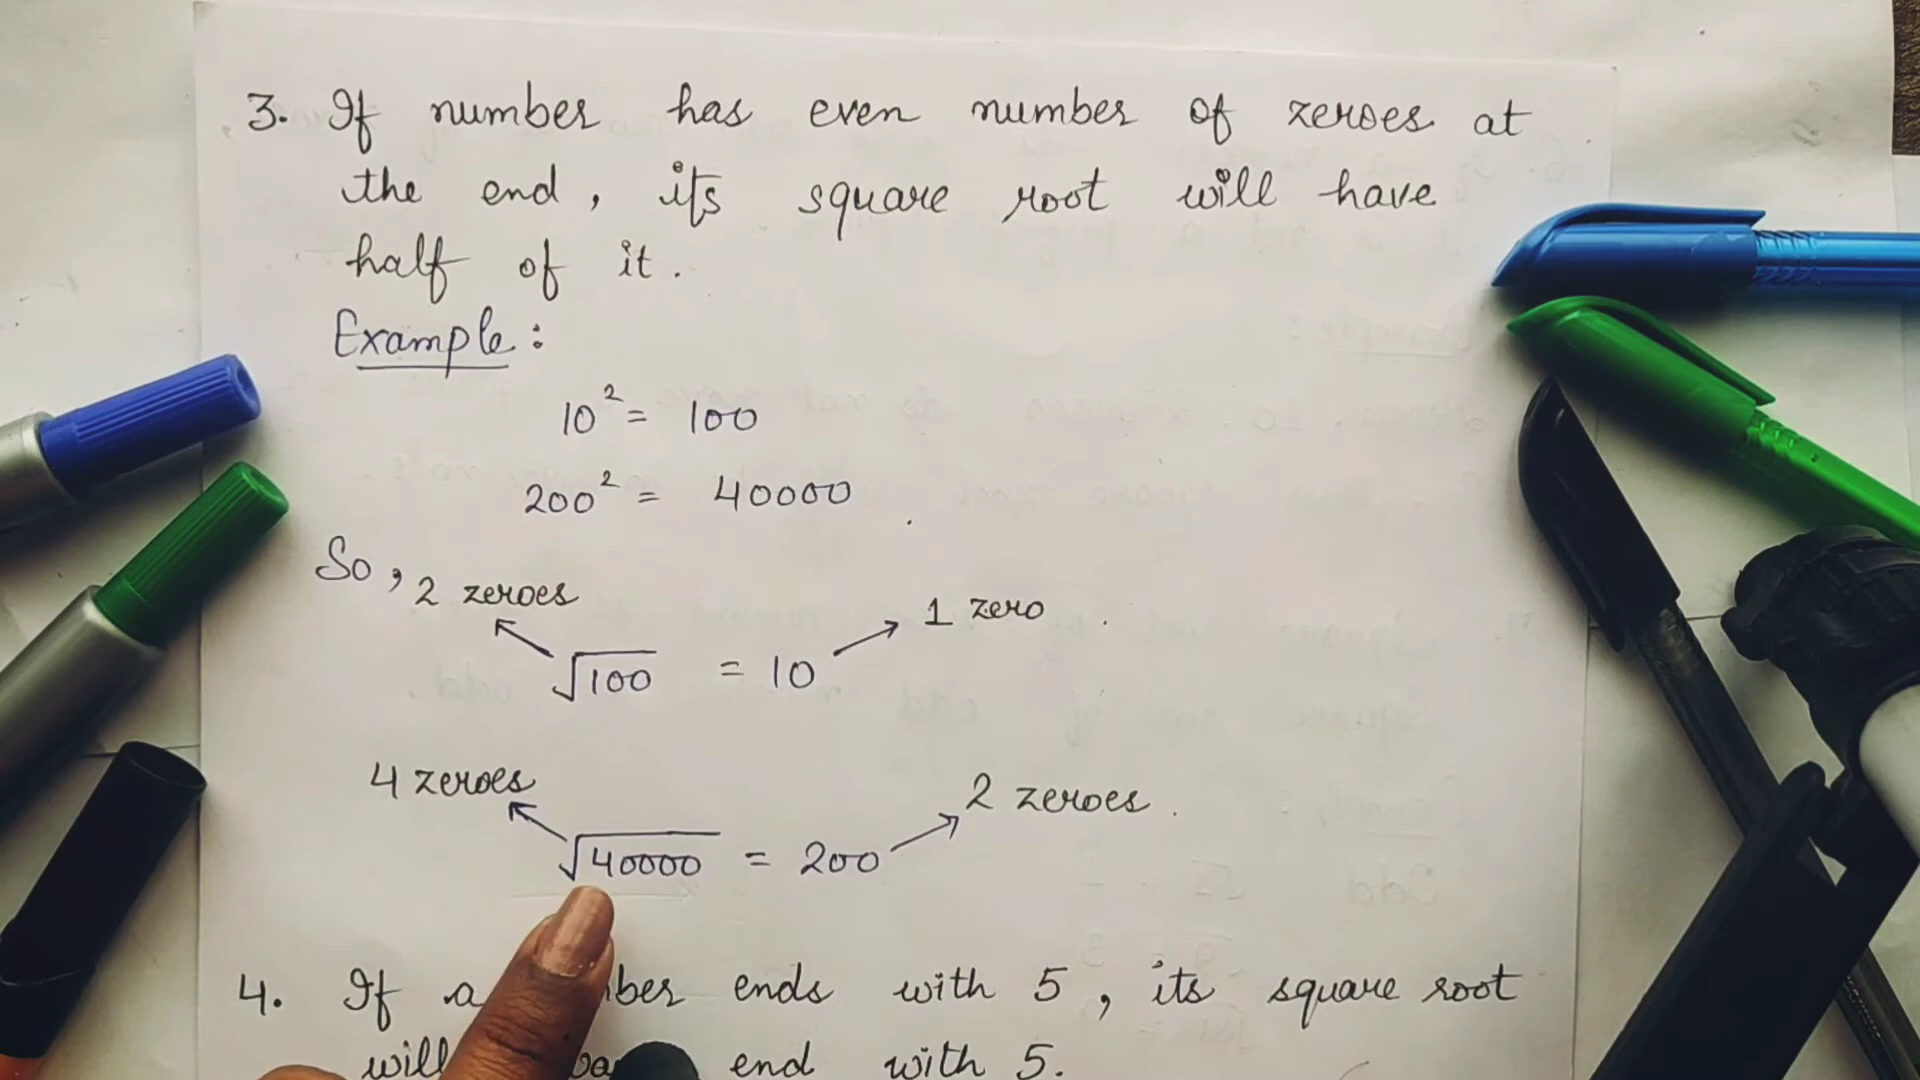 3. If number has even number of zeroes at
the end, its square root will have
half of it.
Example:
10² = 100
200² = 40000
So, 2 zeroes
1 zero
√100 = 10
4 zeroes
2 zeroes.
√40000 = 200
4. If a ends with 5, its square root
will end with 5.